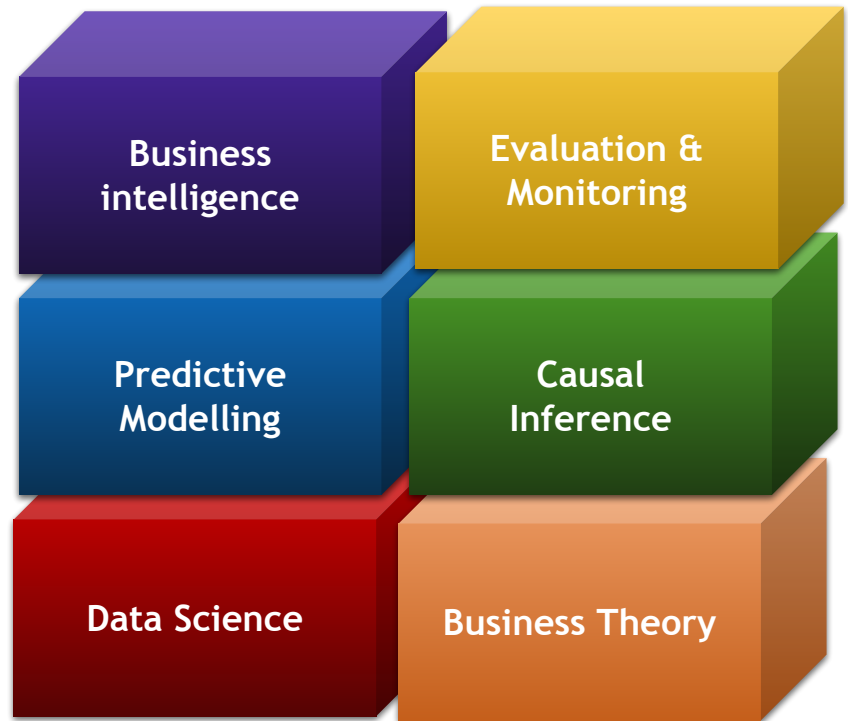 Business
intelligence
Evaluation &
Monitoring
Predictive
Modelling
Causal
Inference
Data Science
Business Theory